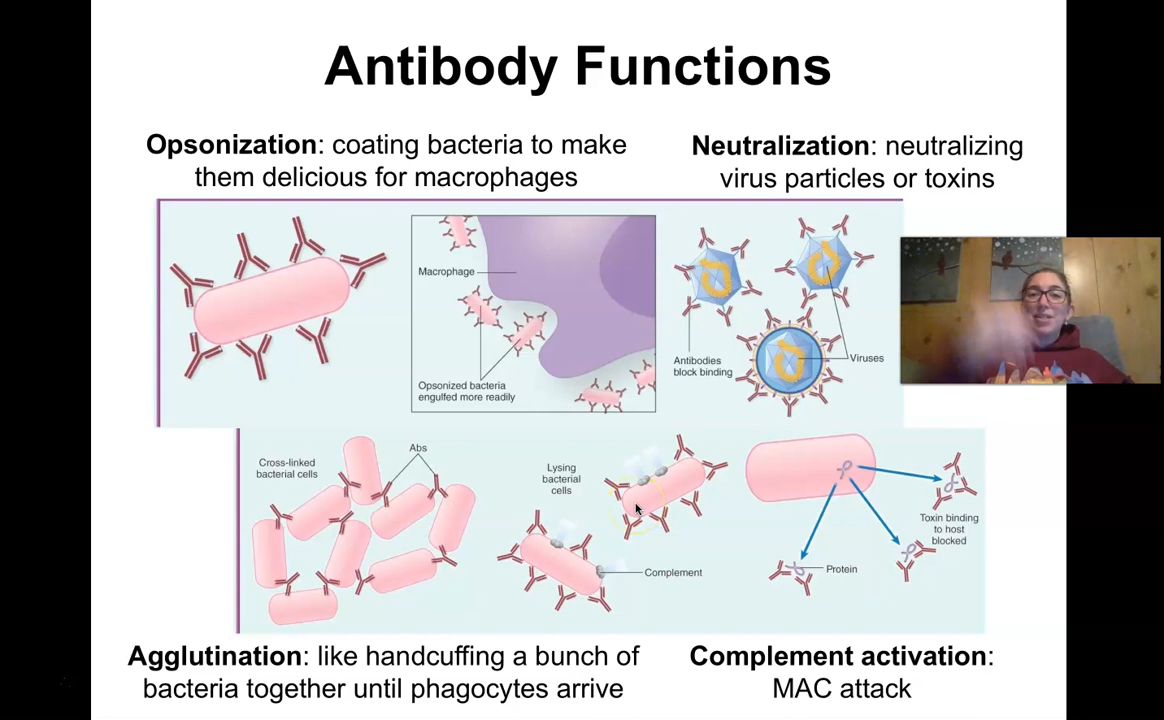 Antibody Functions
Opsonization: coating bacteria to make
them delicious for macrophages
Neutralization: neutralizing
virus particles or toxins
Macrophage
Opsonized bacteria
engulfed more readily
Antibodies
block binding
Viruses
Cross-linked
bacterial cells
Abs
Lysing
bacterial
cells
Complement
Toxin binding
to host
blocked
Protein
Agglutination: like handcuffing a bunch of
bacteria together until phagocytes arrive
Complement activation:
MAC attack